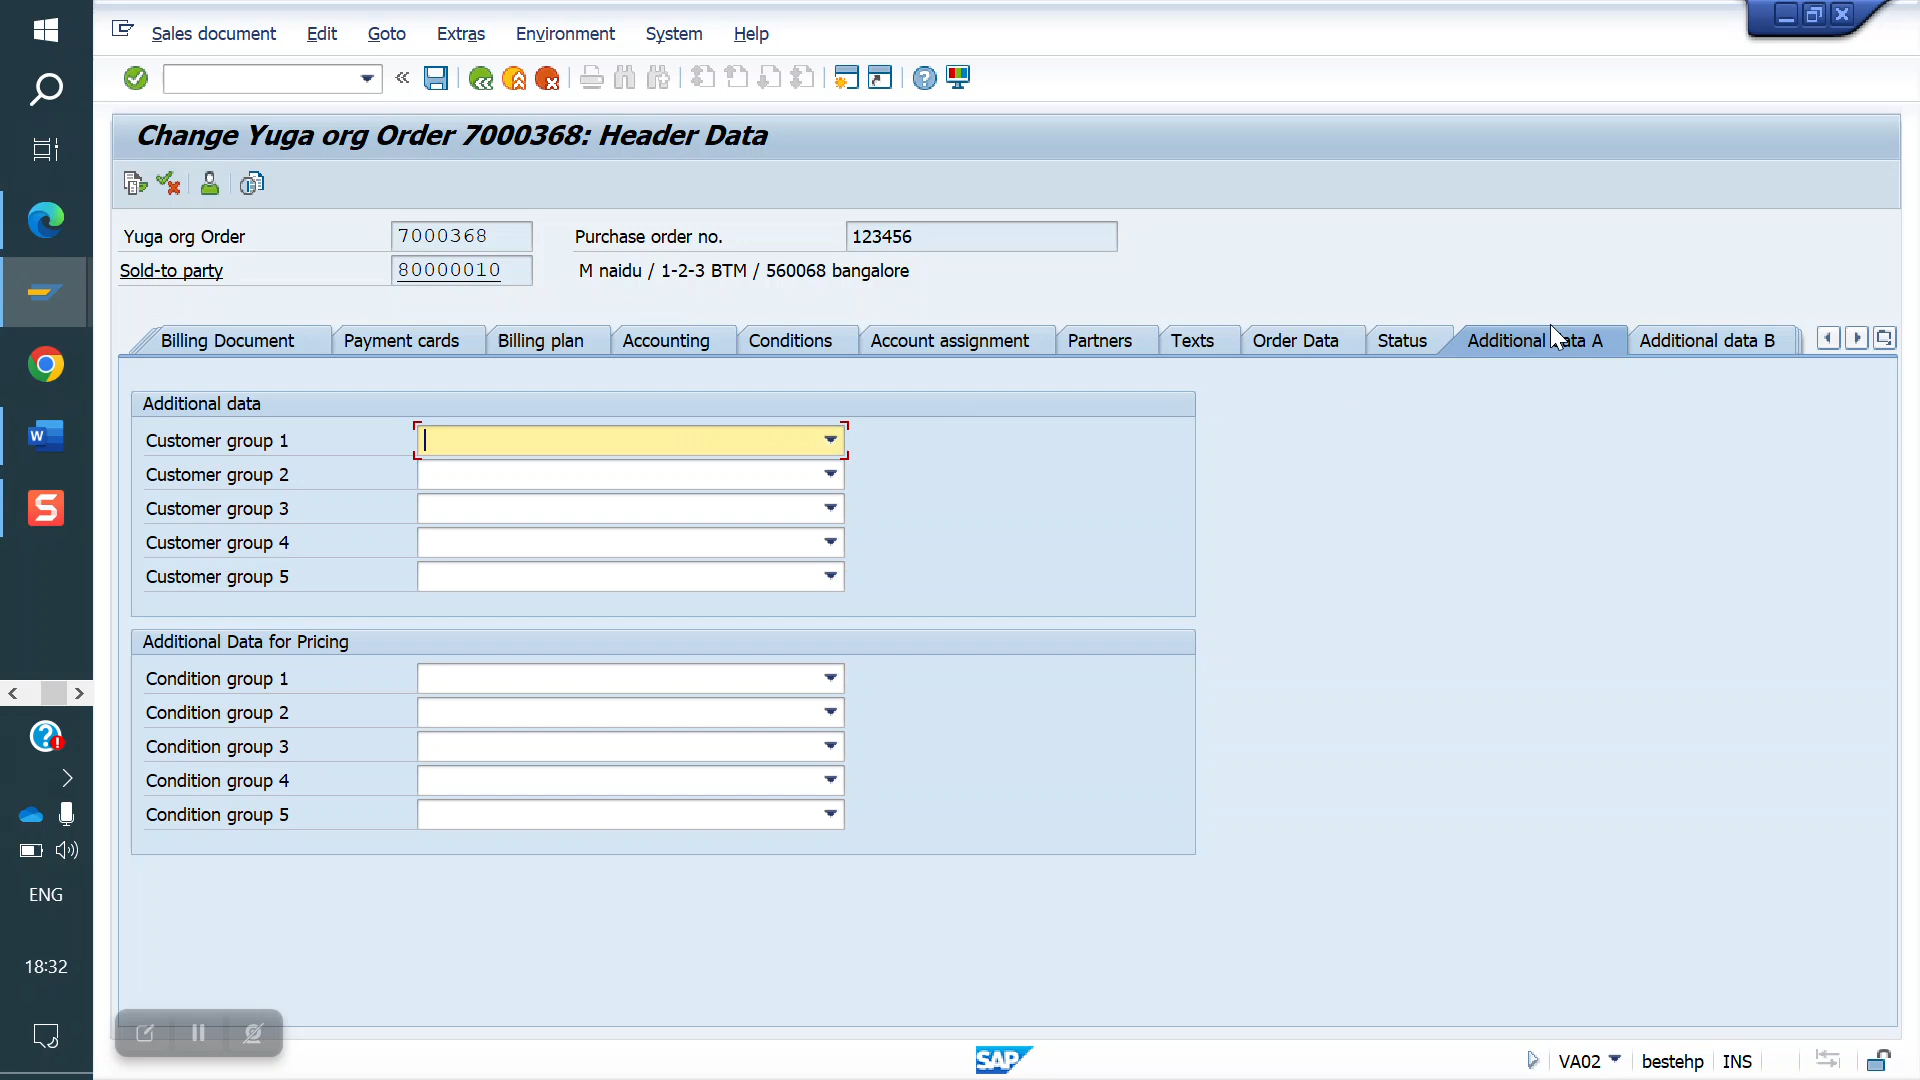 Sales document Edit Goto Extras Environment System Help
Change Yuga org Order 7000368: Header Data
Yuga org Order 7000368 Purchase order no. 123456
Sold-to party 80000010 M naidu / 1-2-3 BTM / 560068 bangalore
Billing Document Payment cards Billing plan Accounting Conditions Account assignment Partners Texts Order Data Status Additional data A Additional data B
Additional data
Customer group 1
Customer group 2
Customer group 3
Customer group 4
Customer group 5
Additional Data for Pricing
Condition group 1
Condition group 2
Condition group 3
Condition group 4
Condition group 5
ENG
18:32
SAP VA02 bestehp INS